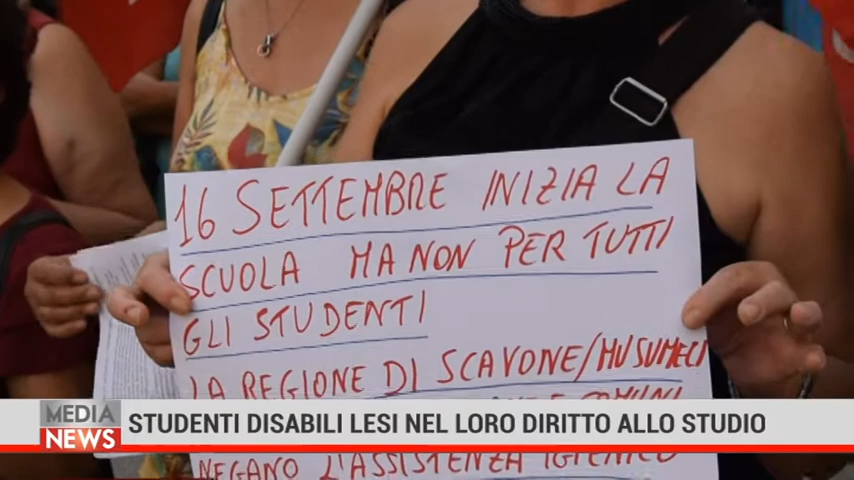 16 SETTEMBRE INIZIA LA
SCUOLA MA NON PER TUTTI
GLI STUDENTI
LA REGIONE DI SCAVONE/MUSUMECI
COMUNI
MEDIA
NEWS
STUDENTI DISABILI LESI NEL LORO DIRITTO ALLO STUDIO
NEGANO L'ASSISTENZA IGIENICO